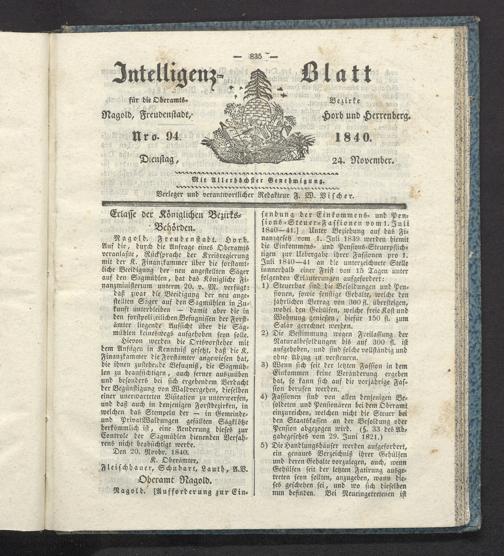 — 835 —
Intelligenz-Blatt
für die Oberamts- Bezirke
Nagold, Freudenstadt, Horb und Herrenberg.
Nro. 94. 1840.
Dienstag, 24. November.
Mit Allerhöchster Genehmigung.
Verleger und verantwortlicher Redakteur F. W. Vischer.
Erlasse der Königlichen Bezirks-
Behörden.
Nagold. Freudenstadt. Horb.
Auf die, durch die Anfrage eines Oberamts
veranlaßte, Rücksprache der Kreisregierung
mit der K. Finanzkammer über die forstamt-
liche Beeidigung der neu angestellten Säger
auf den Sägmühlen, hat das Königliche Fi-
nanzministerium unterm 20. v. M. verfügt:
daß zwar die Beeidigung der neu ange-
stellten Säger auf den Sägmühlen in Zu-
kunft unterbleiben — damit aber die in
den forstpolizeilichen Befugnissen der Forst-
ämter liegende Aufsicht über die Säg-
mühlen keineswegs aufgehoben seyn solle.
Hievon werden die Ortsvorsteher mit
dem Anfügen in Kenntniß gesetzt, daß die K.
Finanzkammer die Forstämter angewiesen hat,
die ihnen zustehende Befugniß, die Sägmüh-
len zu beaufsichtigen, auch ferner auszuüben
und besonders bei sich ergebendem Verdacht
der Begünstigung von Waldvergehen, dieselben
einer unerwarteten Visitation zu unterwerfen,
und daß auch in denjenigen Forstbezirken, in
welchen das Stempeln der — in Gemeinde-
und PrivatWaldungen gefällten Sägklötze
herkömmlich ist, eine Aenderung dieses zur
Controle der Sägmühlen dienenden Verfah-
rens nicht beabsichtigt werde.
Den 20. Novbr. 1840.
K. Oberämter,
Fleischhauer, Schubart, Lauth, A.V.
Oberamt Nagold.
Nagold. [Aufforderung zur Ein-
sendung der Einkommens- und Pen-
sions-Steuer-Fassionen vom 1. Juli
1840—41.] Unter Beziehung auf das Fi-
nanzgesetz vom 1. Juli 1839 werden hiemit
die Einkommens- und Pensions-Steuerpflich-
gen zur Uebergabe ihrer Fassionen pro 1.
Juli 1840—41 an die unterzeichnete Stelle
innerhalb einer Frist von 15 Tagen unter
folgenden Erläuterungen aufgefordert:
1) Steuerbar sind die Besoldungen und Pen-
sionen, sowie sonstige Gehalte, welche den
jährlichen Betrag von 300 fl. übersteigen,
wobei den Gehülfen, welche freie Kost und
Wohnung genießen, hiefür 150 fl. zum
Salär gerechnet werden.
2) Die Bestimmung wegen Freilassung der
Naturalbesoldungen bis auf 300 fl. ist
aufgehoben, und sind solche vollständig und
ohne Abzug zu versteuern.
3) Wenn sich seit der letzten Fassion in dem
Einkommen keine Veränderung ergeben
hat, so kann sich auf die vorjährige Fas-
sion berufen werden.
4) Fassionen sind von allen denjenigen Be-
soldeten und Pensionären bei dem Oberamt
einzureichen, welchen nicht die Steuer bei
den Staatskassen an der Besoldung oder
Pension abgezogen wird. (§. 33 des Ab-
gabegesetzes vom 29. Juni 1821.)
5) Die Handlungshäuser werden aufgefordert,
ein genaues Verzeichniß ihrer Gehülfen
und deren Gehalte vorzulegen, auch, wenn
Gehülfen seit der letzten Fatirung ausge-
treten seyn sollten, anzugeben, wann die-
ses geschehen sei, und wo sich dieselben
nun befinden. Bei Neueingetretenen ist